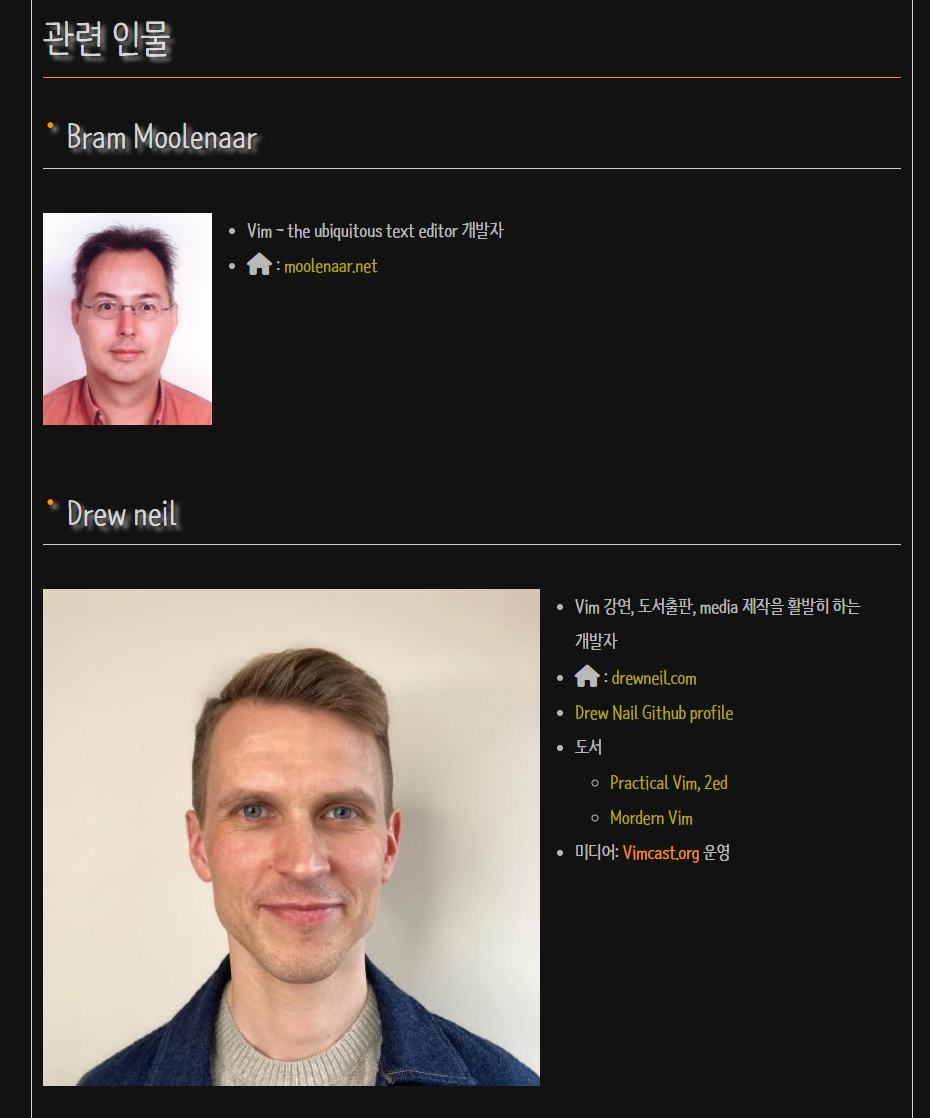 관련 인물
Bram Moolenaar
Vim - the ubiquitous text editor 개발자
: moolenaar.net
Drew neil
Vim 강연, 도서출판, media 제작을 활발히 하는
개발자
: drewneil.com
Drew Nail Github profile
도서
Practical Vim, 2ed
Mordern Vim
미디어: Vimcast.org 운영